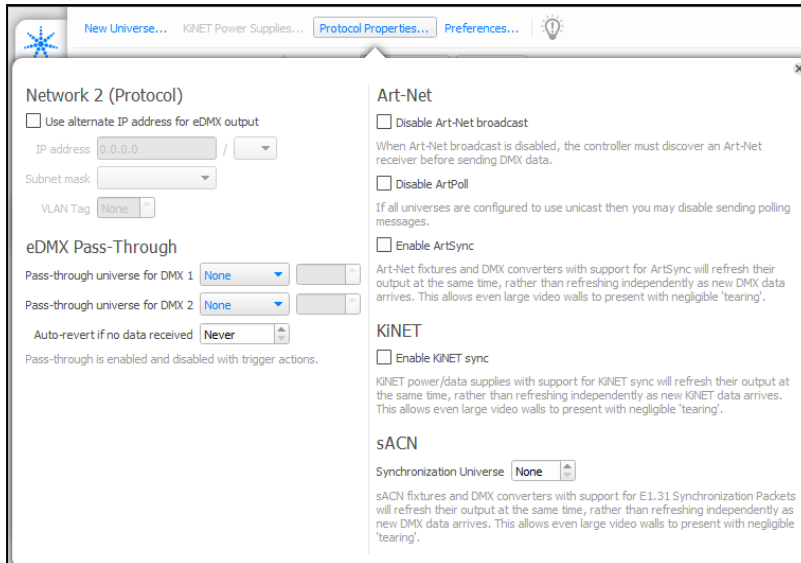 New Universe... KiNET Power Supplies... Protocol Properties... Preferences...
Network 2 (Protocol)
Use alternate IP address for eDMX output
IP address 0.0.0.0 /
Subnet mask
VLAN Tag None
eDMX Pass-Through
Pass-through universe for DMX 1 None
Pass-through universe for DMX 2 None
Auto-revert if no data received Never
Pass-through is enabled and disabled with trigger actions.
Art-Net
Disable Art-Net broadcast
When Art-Net broadcast is disabled, the controller must discover an Art-Net
receiver before sending DMX data.
Disable ArtPoll
If all universes are configured to use unicast then you may disable sending polling
messages.
Enable ArtSync
Art-Net fixtures and DMX converters with support for ArtSync will refresh their
output at the same time, rather than refreshing independently as new DMX data
arrives. This allows even large video walls to present with negligible 'tearing'.
KiNET
Enable KiNET sync
KiNET power/data supplies with support for KiNET sync will refresh their output at
the same time, rather than refreshing independently as new KiNET data arrives.
This allows even large video walls to present with negligible 'tearing'.
sACN
Synchronization Universe None
sACN fixtures and DMX converters with support for E1.31 Synchronization Packets
will refresh their output at the same time, rather than refreshing independently as
new DMX data arrives. This allows even large video walls to present with negligible
'tearing'.